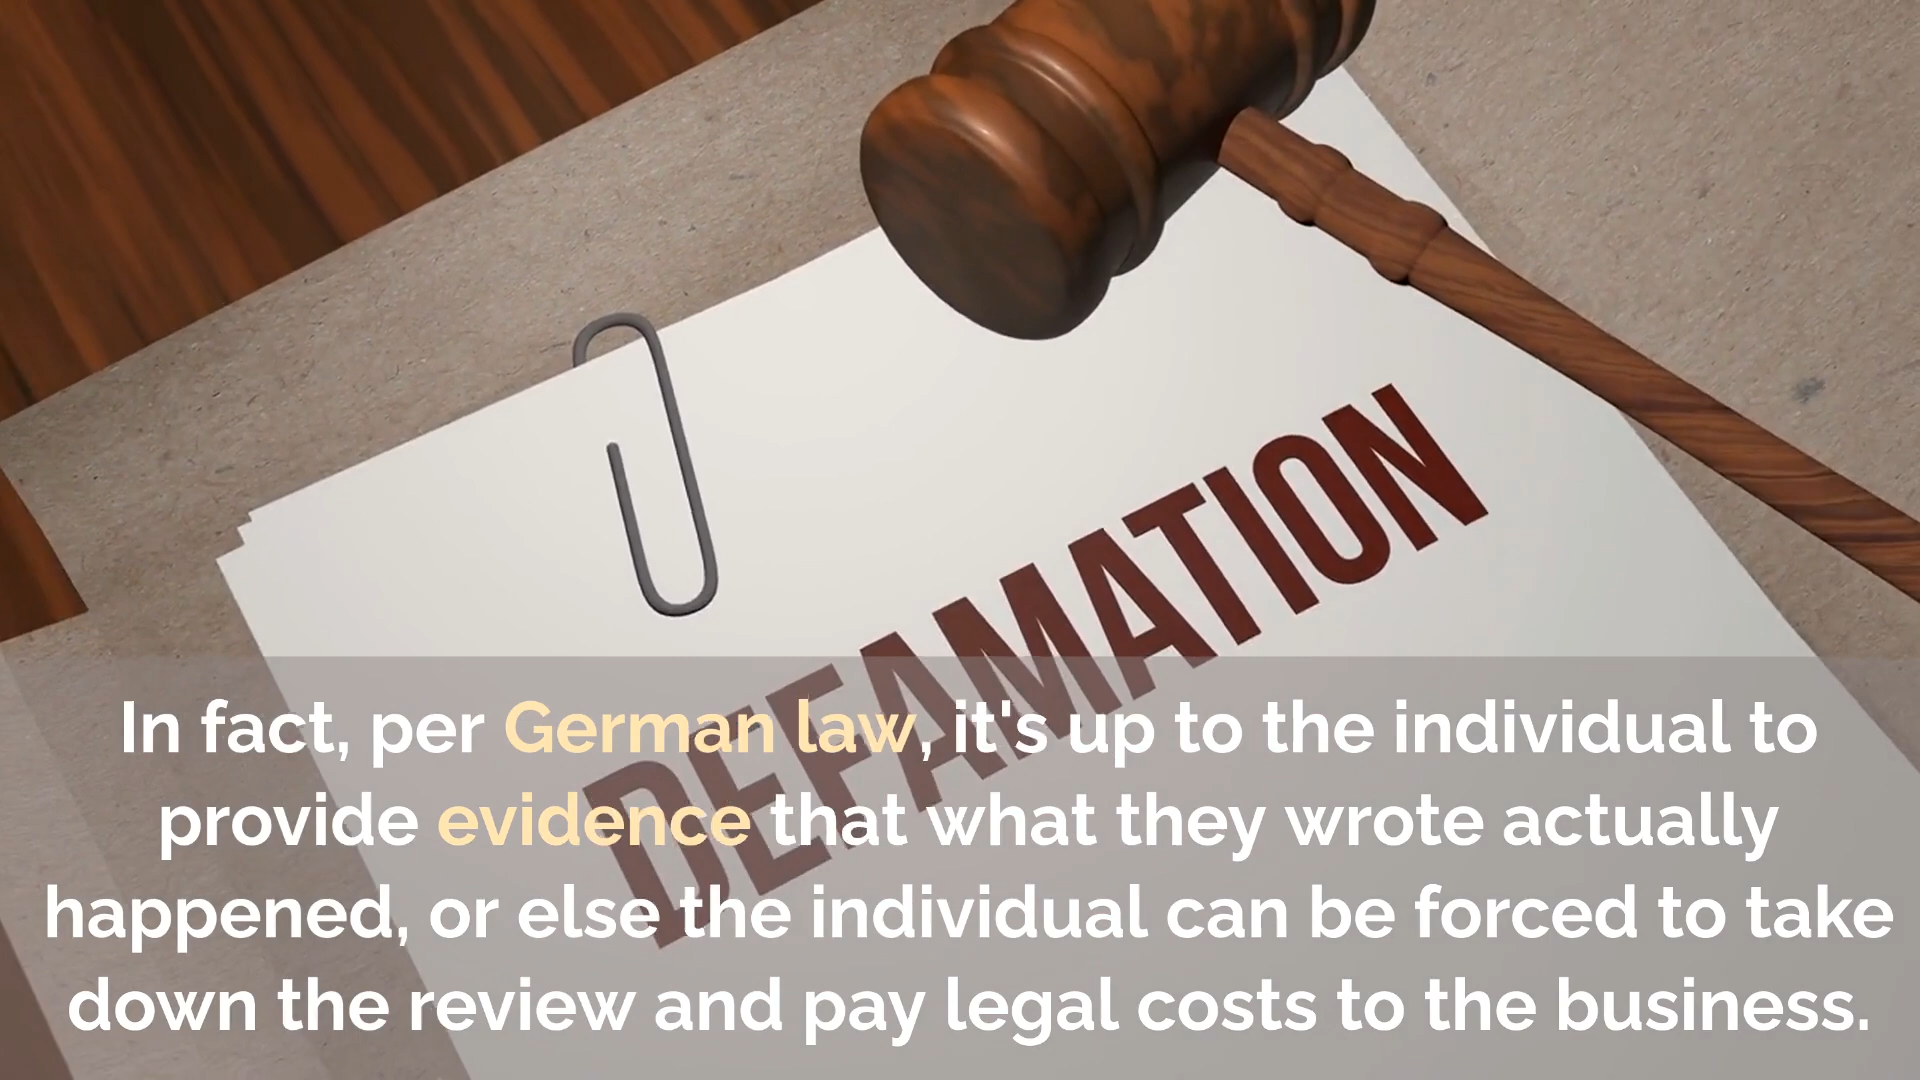 DEFAMATION
In fact, per German law, it's up to the individual to
provide evidence that what they wrote actually
happened, or else the individual can be forced to take
down the review and pay legal costs to the business.